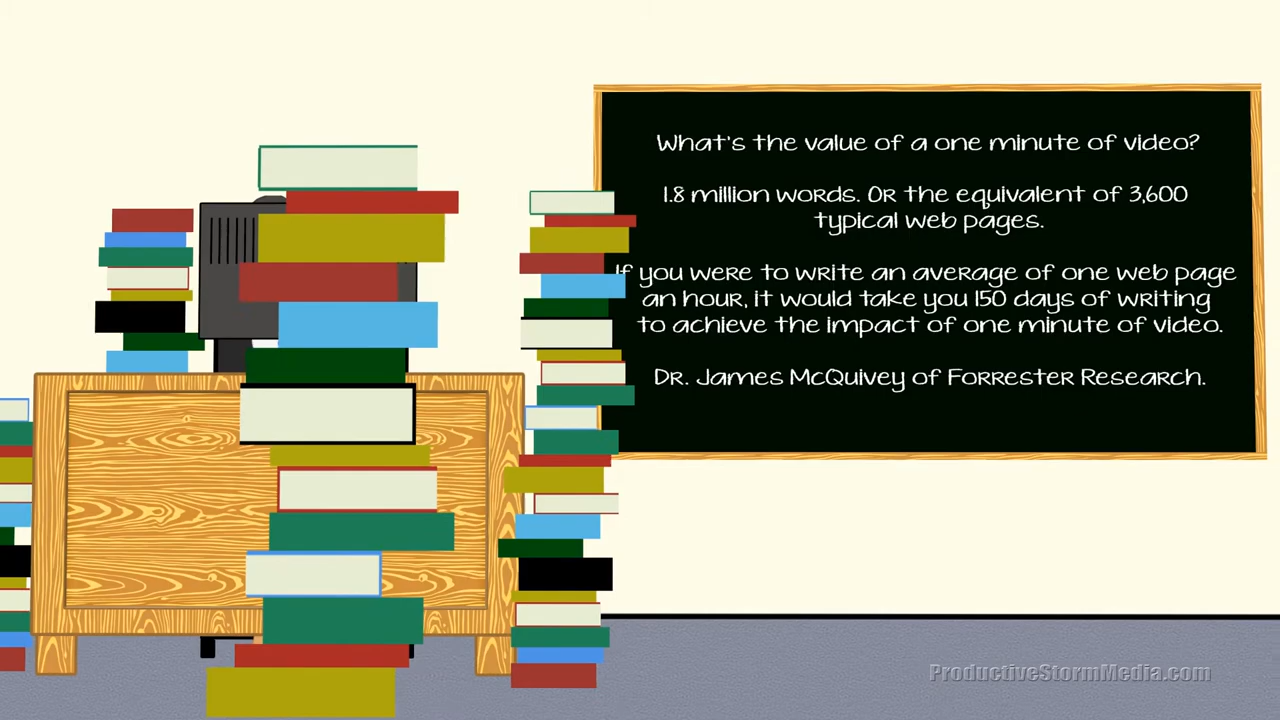 What's the value of a one minute of video?
1.8 million words. Or the equivalent of 3,600
typical web pages.
If you were to write an average of one web page
an hour, it would take you 150 days of writing
to achieve the impact of one minute of video.
Dr. James McQuivey of Forrester Research.
ProductiveStormMedia.com